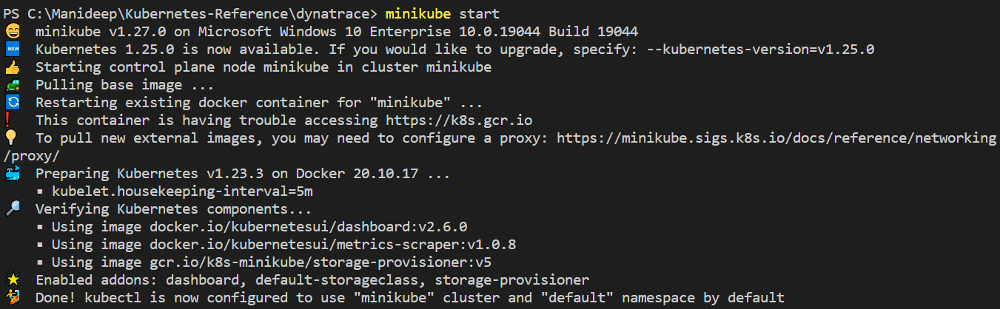 PS C:\Manideep\Kubernetes-Reference\dynatrace> minikube start
😄 minikube v1.27.0 on Microsoft Windows 10 Enterprise 10.0.19044 Build 19044
🆕 Kubernetes 1.25.0 is now available. If you would like to upgrade, specify: --kubernetes-version=v1.25.0
👍 Starting control plane node minikube in cluster minikube
🚜 Pulling base image ...
🔄 Restarting existing docker container for "minikube" ...
❗ This container is having trouble accessing https://k8s.gcr.io
💡 To pull new external images, you may need to configure a proxy: https://minikube.sigs.k8s.io/docs/reference/networking
/proxy/
🐳 Preparing Kubernetes v1.23.3 on Docker 20.10.17 ...
▪ kubelet.housekeeping-interval=5m
🔎 Verifying Kubernetes components...
▪ Using image docker.io/kubernetesui/dashboard:v2.6.0
▪ Using image docker.io/kubernetesui/metrics-scraper:v1.0.8
▪ Using image gcr.io/k8s-minikube/storage-provisioner:v5
🌟 Enabled addons: dashboard, default-storageclass, storage-provisioner
🏄 Done! kubectl is now configured to use "minikube" cluster and "default" namespace by default